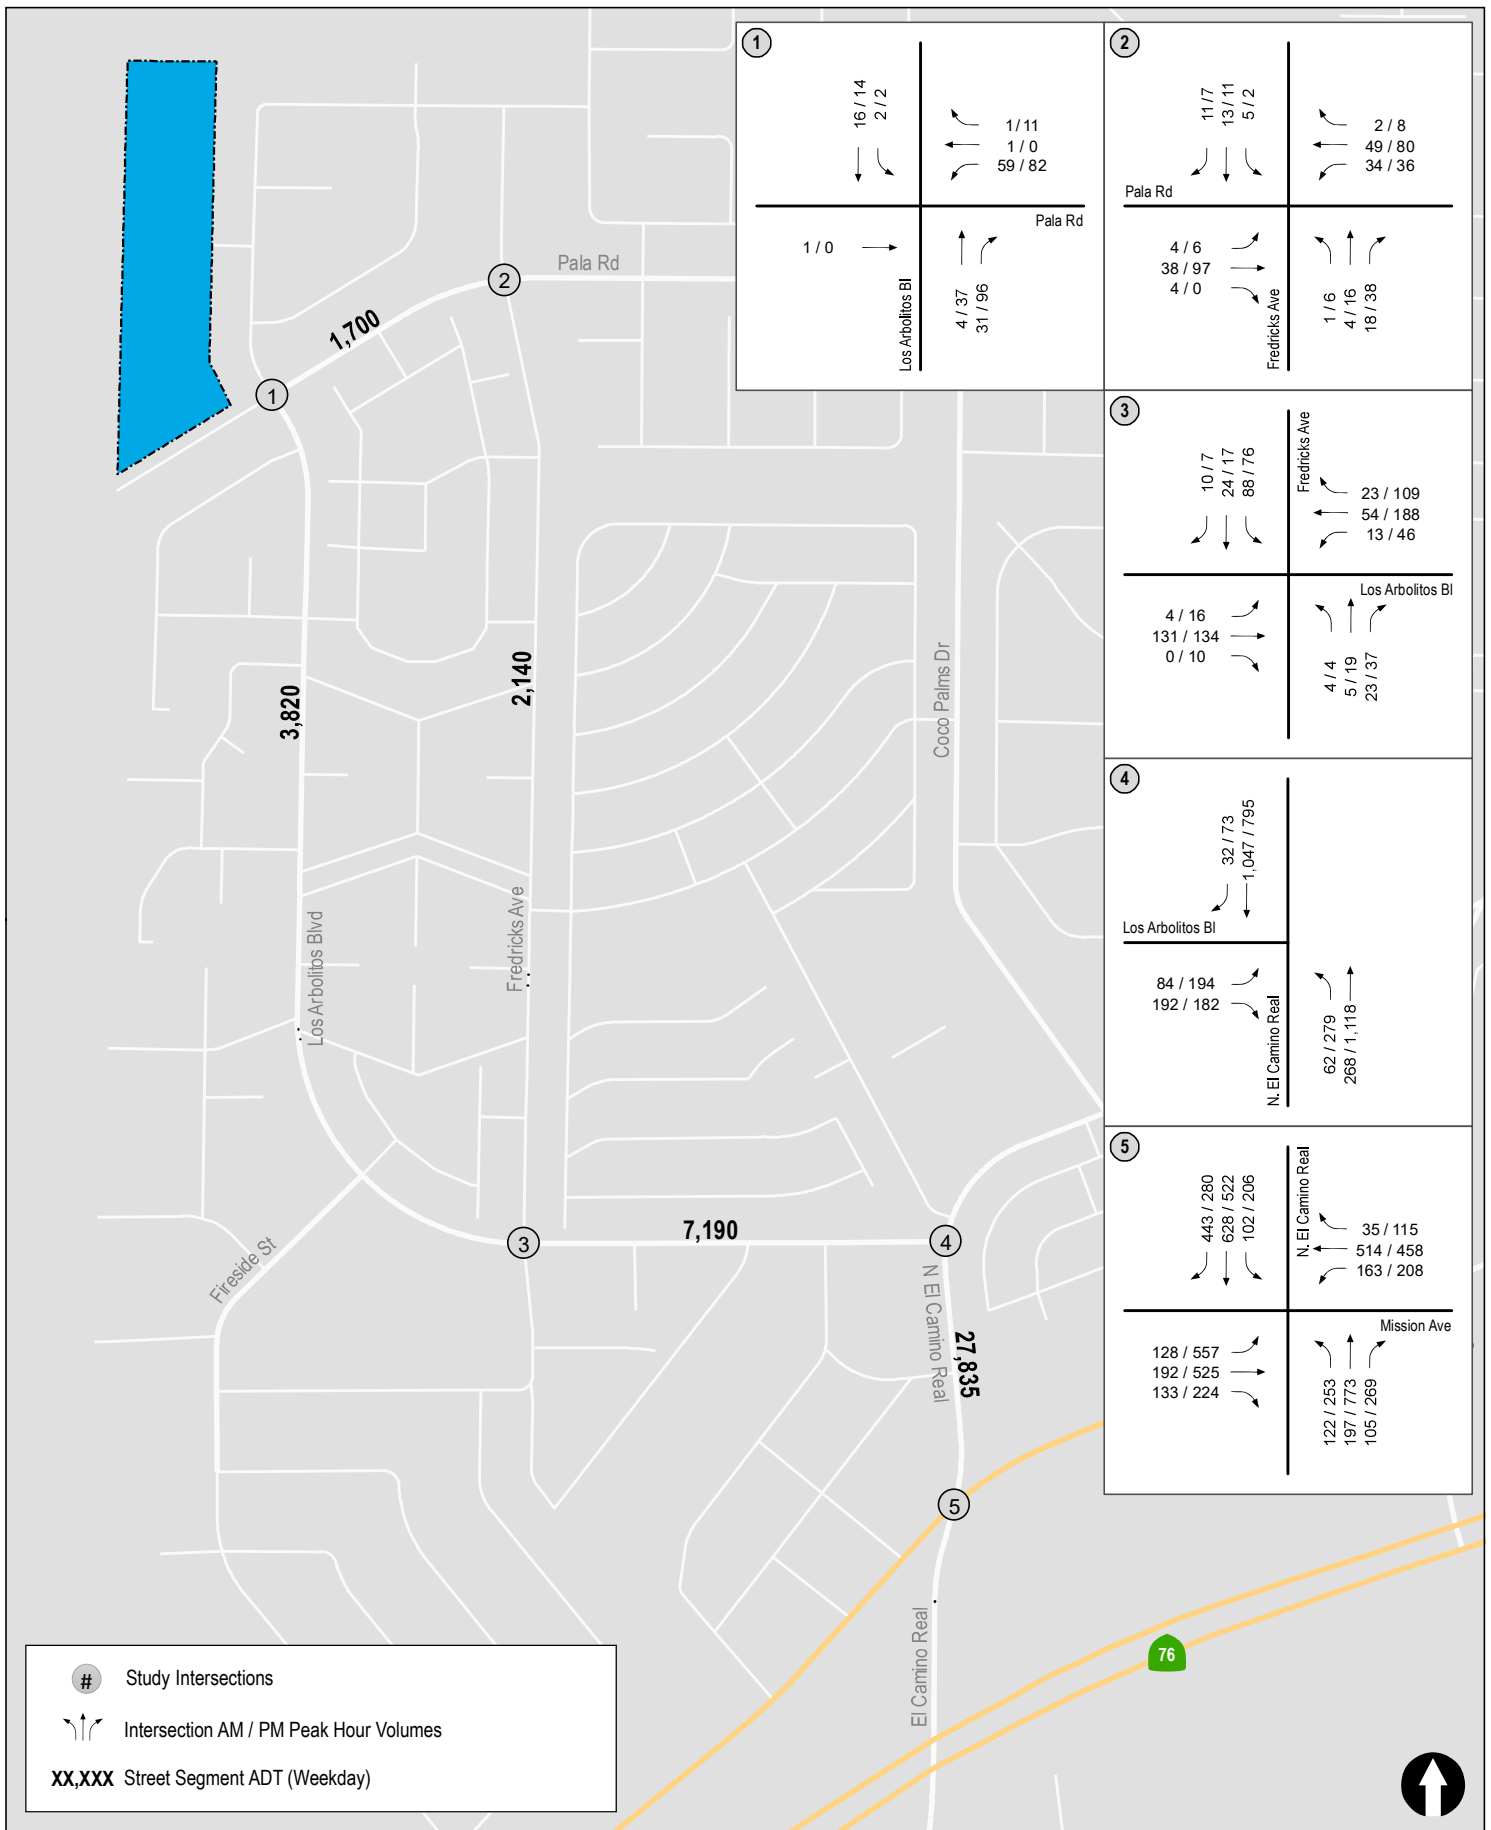 1
16 / 14
2 / 2
1 / 11
1 / 0
59 / 82
Pala Rd
1 / 0
Los Arbolitos Bl
4 / 37
31 / 96
2
11 / 7
13 / 11
5 / 2
2 / 8
49 / 80
34 / 36
Pala Rd
4 / 6
38 / 97
4 / 0
Fredricks Ave
1 / 6
4 / 16
18 / 38
3
10 / 7
24 / 17
88 / 76
Fredricks Ave
23 / 109
54 / 188
13 / 46
Los Arbolitos Bl
4 / 16
131 / 134
0 / 10
4 / 4
5 / 19
23 / 37
4
32 / 73
1,047 / 795
Los Arbolitos Bl
84 / 194
192 / 182
N. El Camino Real
62 / 279
268 / 1,118
5
443 / 280
628 / 522
102 / 206
N. El Camino Real
35 / 115
514 / 458
163 / 208
Mission Ave
128 / 557
192 / 525
133 / 224
122 / 253
197 / 773
105 / 269
Pala Rd
2
1,700
1
2,140
3,820
Coco Palms Dr
Los Arbolitos Blvd
Fredricks Ave
3
7,190
4
Fireside St
N El Camino Real
27,835
5
El Camino Real
76
# Study Intersections
Intersection AM / PM Peak Hour Volumes
XX,XXX Street Segment ADT (Weekday)